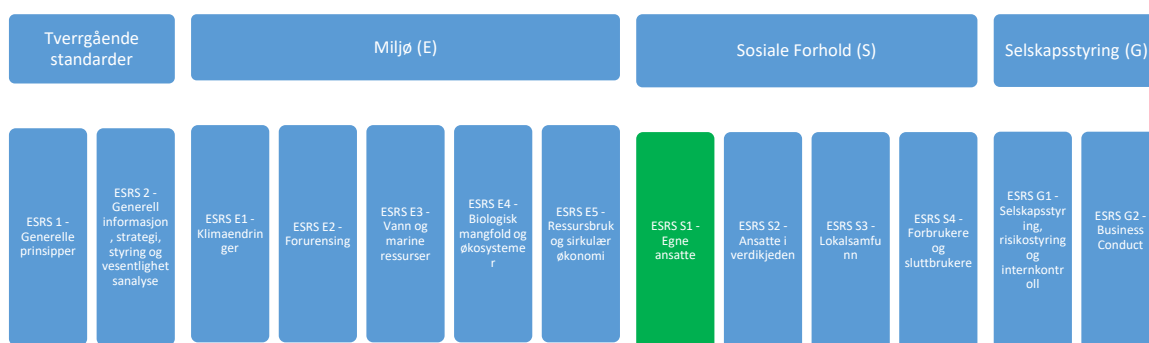 Tverrgående
standarder
Miljø (E)
Sosiale Forhold (S)
Selskapsstyring (G)
ESRS 1 -
Generelle
prinsipper
ESRS 2 -
Generell
informasjon
, strategi,
styring og
vesentlighet
sanalyse
ESRS E1 -
Klimaendrin
ger
ESRS E2 -
Forurensing
ESRS E3 -
Vann og
marine
ressurser
ESRS E4 -
Biologisk
mangfold og
økosysteme
r
ESRS E5 -
Ressursbruk
og sirkulær
økonomi
ESRS S1 -
Egne
ansatte
ESRS S2 -
Ansatte i
verdikjeden
ESRS S3 -
Lokalsamfu
nn
ESRS S4 -
Forbrukere
og
sluttbrukere
ESRS G1 -
Selskapsstyr
ing,
risikostyring
og
internkontr
oll
ESRS G2 -
Business
Conduct